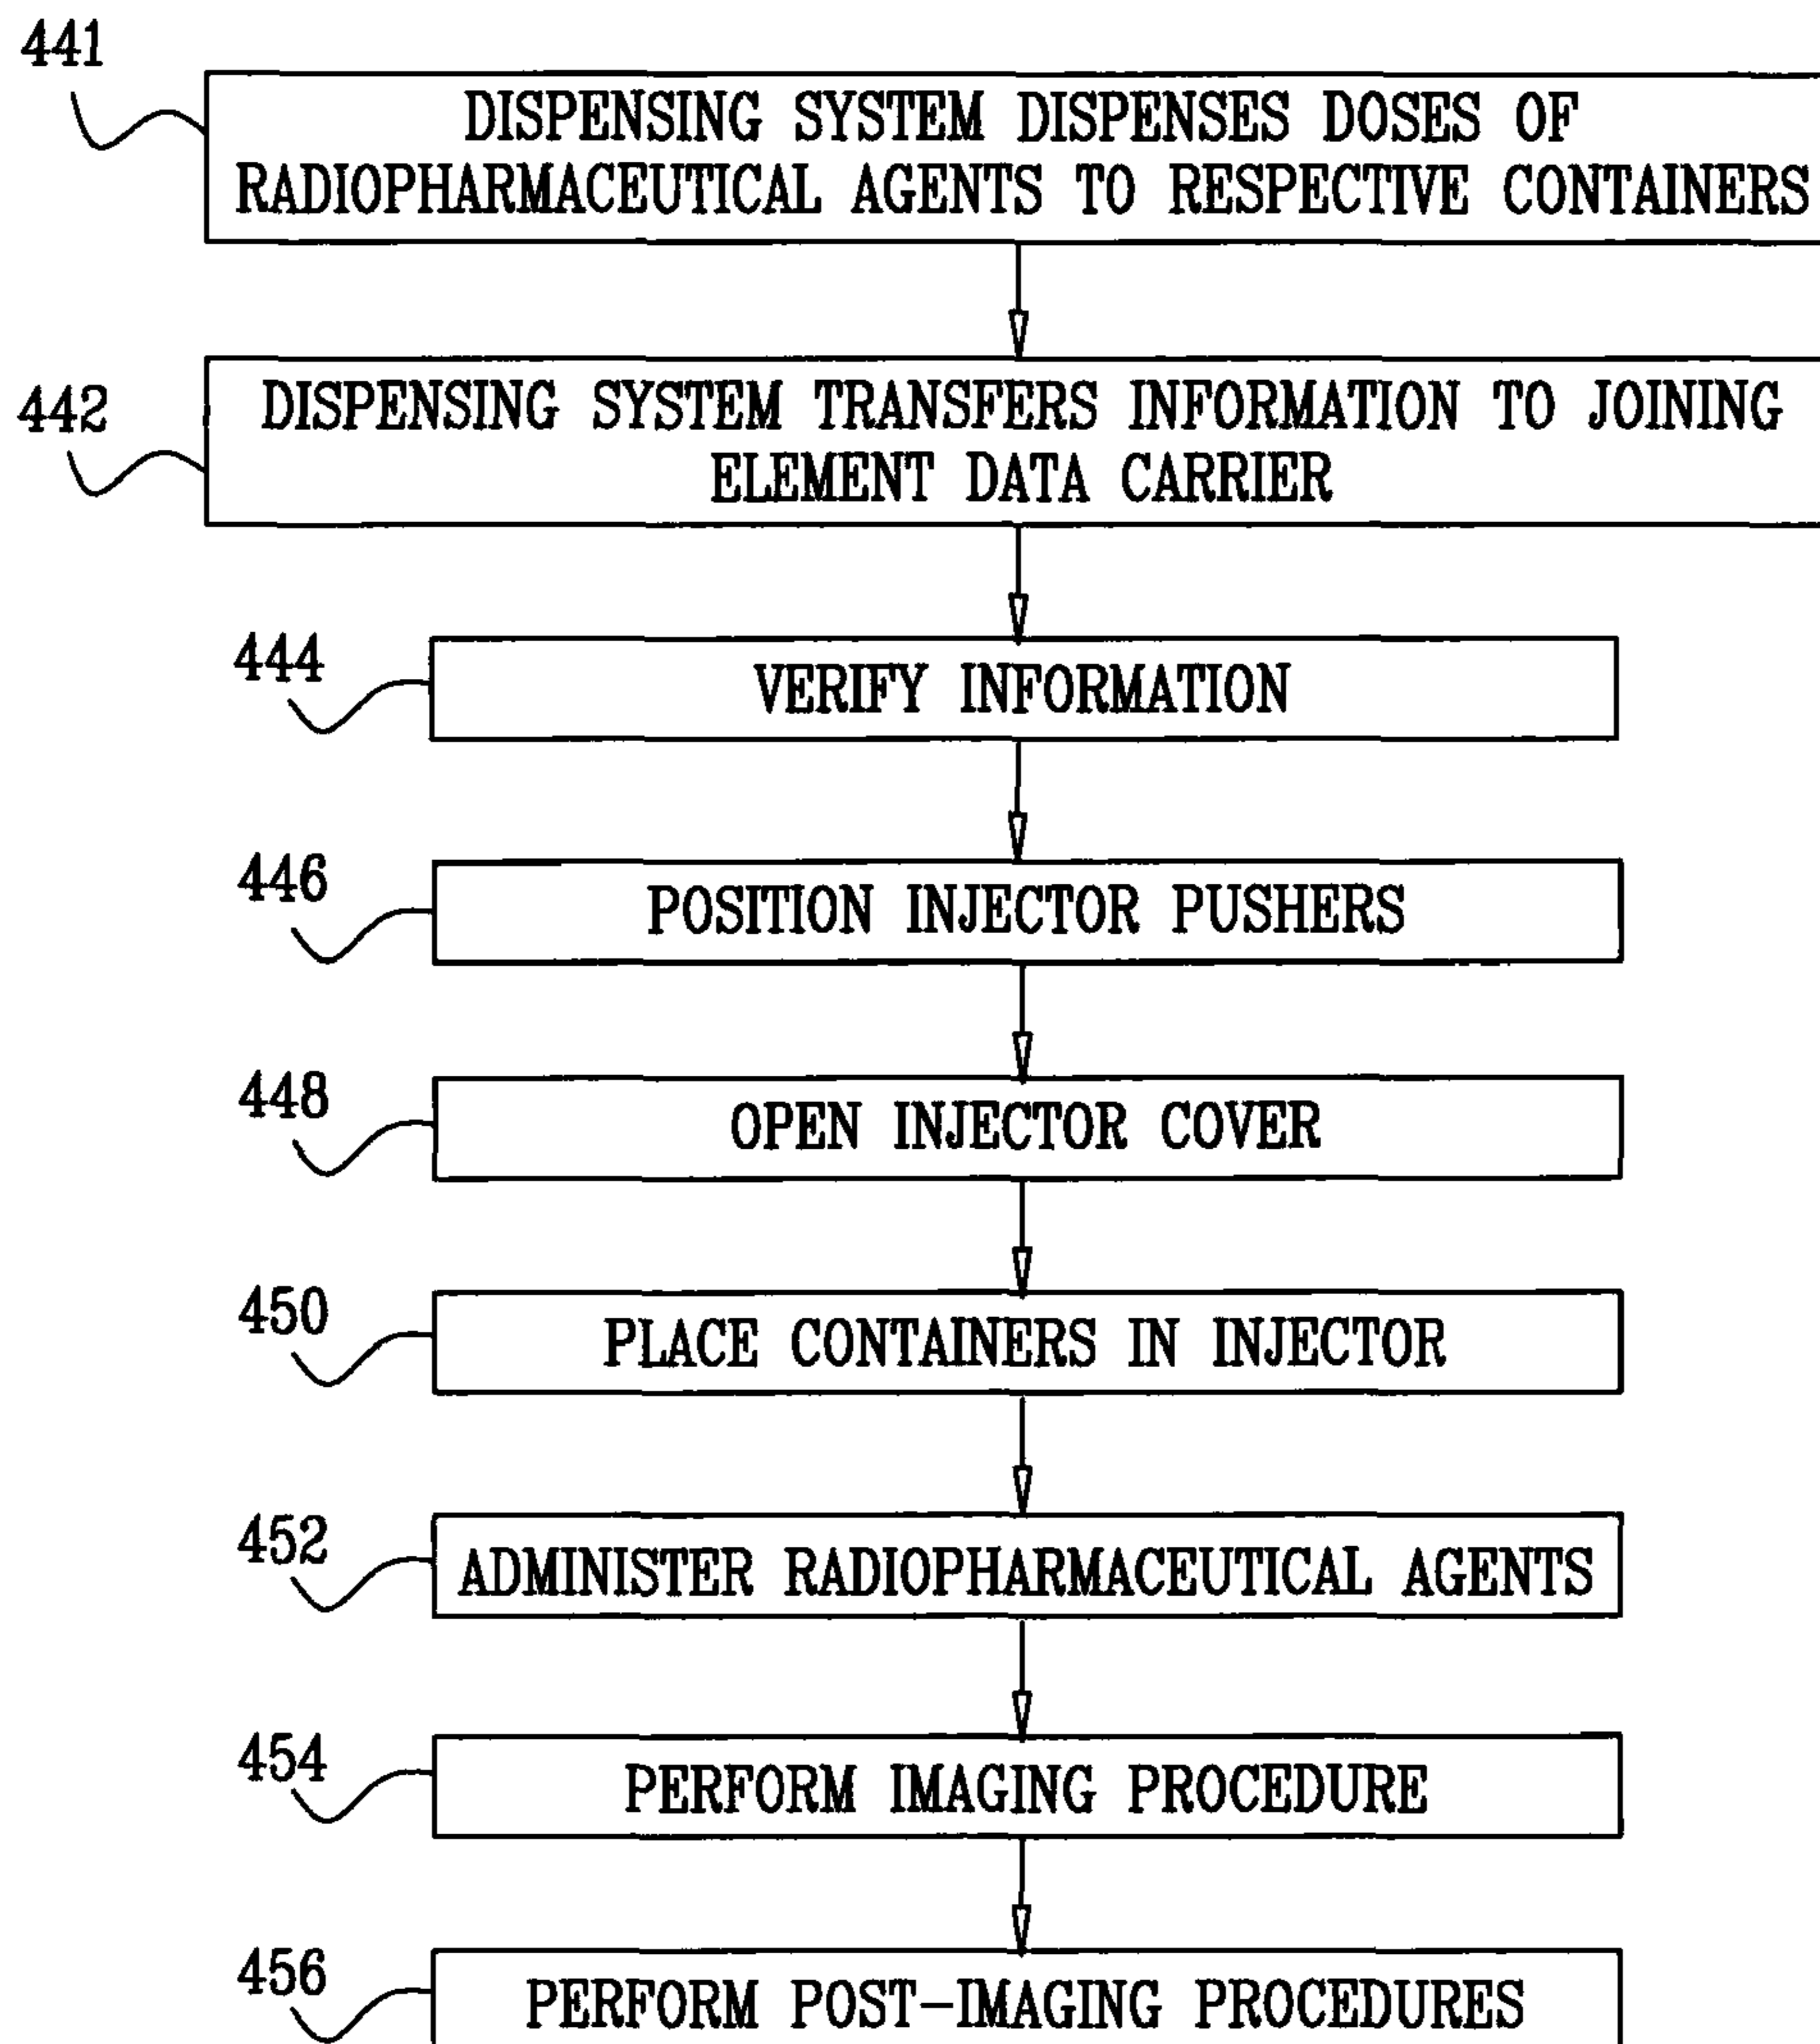 441
DISPENSING SYSTEM DISPENSES DOSES OF
RADIOPHARMACEUTICAL AGENTS TO RESPECTIVE CONTAINERS
442
DISPENSING SYSTEM TRANSFERS INFORMATION TO JOINING
ELEMENT DATA CARRIER
444
VERIFY INFORMATION
446
POSITION INJECTOR PUSHERS
448
OPEN INJECTOR COVER
450
PLACE CONTAINERS IN INJECTOR
452
ADMINISTER RADIOPHARMACEUTICAL AGENTS
454
PERFORM IMAGING PROCEDURE
456
PERFORM POST-IMAGING PROCEDURES